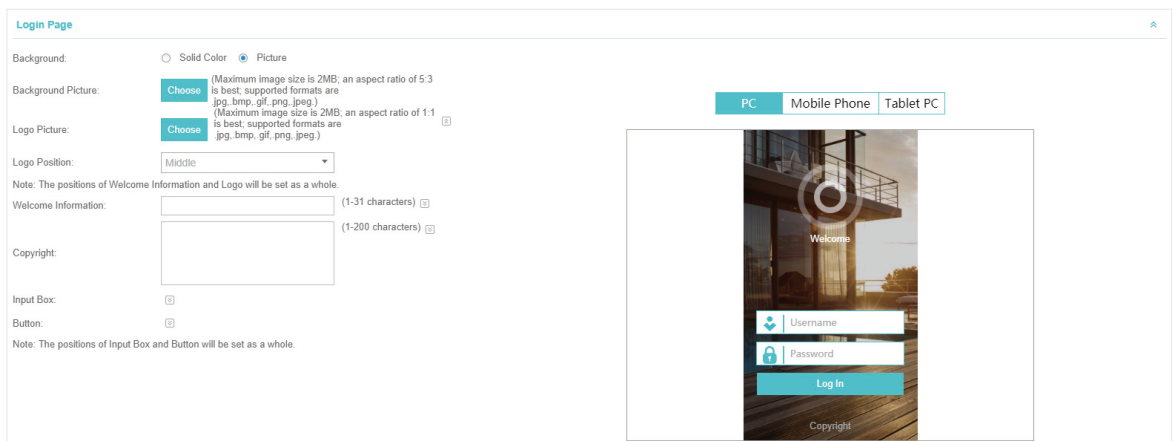 Login Page
Background:
Solid Color
Picture
Background Picture:
Choose
(Maximum image size is 2MB; an aspect ratio of 5:3
is best; supported formats are
.jpg,.bmp,.gif,.png,.jpeg.)
Logo Picture:
Choose
(Maximum image size is 2MB; an aspect ratio of 1:1
is best; supported formats are
.jpg,.bmp,.gif,.png,.jpeg.)
Logo Position:
Middle
Note: The positions of Welcome Information and Logo will be set as a whole.
Welcome Information:
(1-31 characters)
Copyright:
(1-200 characters)
Input Box:
Button:
Note: The positions of Input Box and Button will be set as a whole.
PC
Mobile Phone
Tablet PC
Welcome
Username
Password
Log In
Copyright